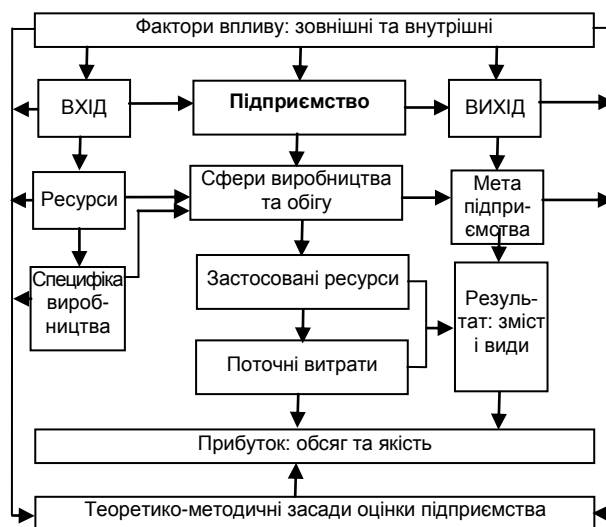 Фактори впливу: зовнішні та внутрішні
ВХІД
Підприємство
ВИХІД
Ресурси
Сфери виробництва
та обігу
Мета
підпри-
ємства
Специфіка
вироб-
ництва
Застосовані ресурси
Резуль-
тат: зміст
і види
Поточні витрати
Прибуток: обсяг та якість
Теоретико-методичні засади оцінки підприємства